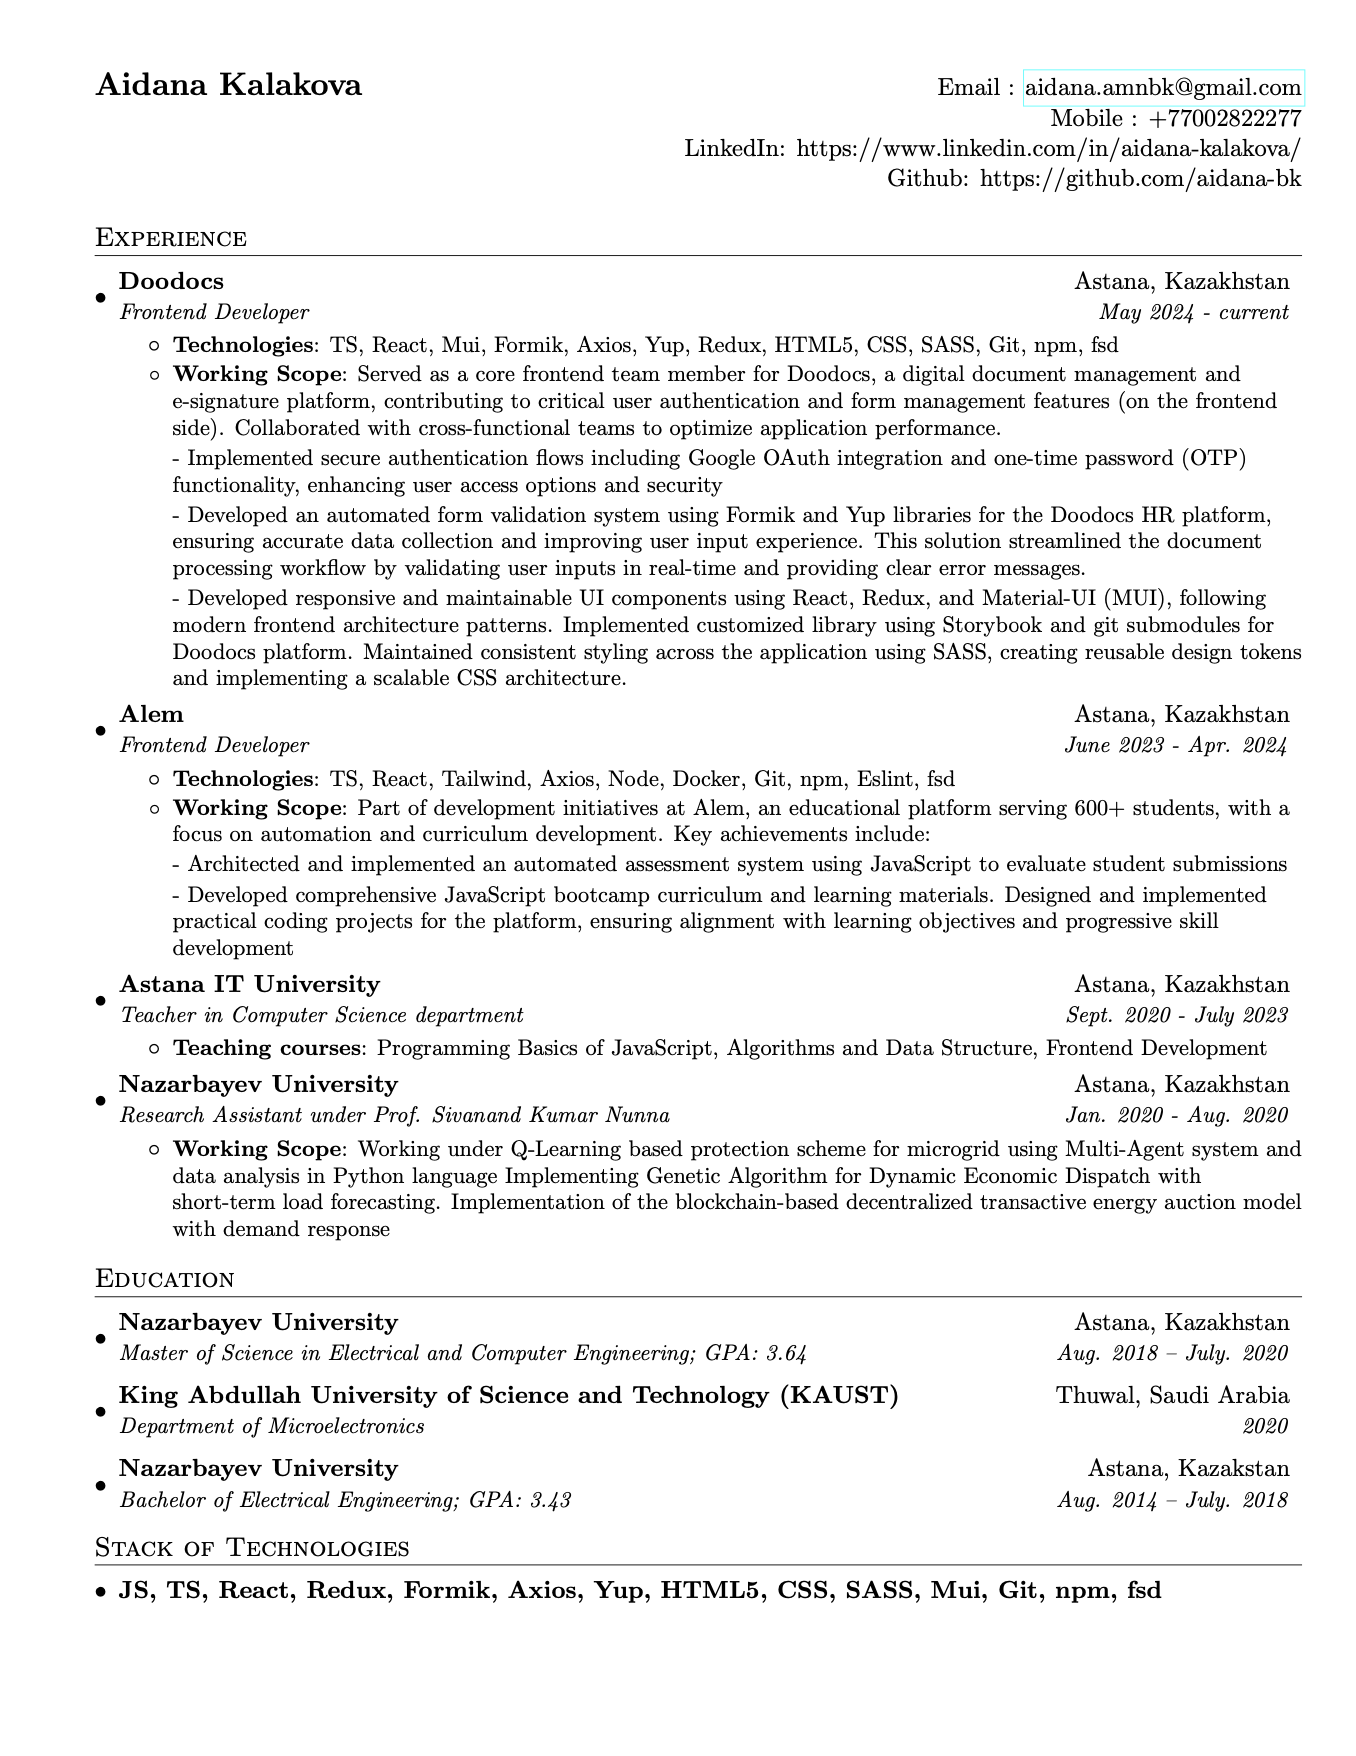 Aidana Kalakova
Email : aidana.amnbk@gmail.com
Mobile : +77002822277
LinkedIn: https://www.linkedin.com/in/aidana-kalakova/
Github: https://github.com/aidana-bk
Experience
• Doodocs Astana, Kazakhstan
Frontend Developer May 2024 - current
◦ Technologies: TS, React, Mui, Formik, Axios, Yup, Redux, HTML5, CSS, SASS, Git, npm, fsd
◦ Working Scope: Served as a core frontend team member for Doodocs, a digital document management and
e-signature platform, contributing to critical user authentication and form management features (on the frontend
side). Collaborated with cross-functional teams to optimize application performance.
- Implemented secure authentication flows including Google OAuth integration and one-time password (OTP)
functionality, enhancing user access options and security
- Developed an automated form validation system using Formik and Yup libraries for the Doodocs HR platform,
ensuring accurate data collection and improving user input experience. This solution streamlined the document
processing workflow by validating user inputs in real-time and providing clear error messages.
- Developed responsive and maintainable UI components using React, Redux, and Material-UI (MUI), following
modern frontend architecture patterns. Implemented customized library using Storybook and git submodules for
Doodocs platform. Maintained consistent styling across the application using SASS, creating reusable design tokens
and implementing a scalable CSS architecture.
• Alem Astana, Kazakhstan
Frontend Developer June 2023 - Apr. 2024
◦ Technologies: TS, React, Tailwind, Axios, Node, Docker, Git, npm, Eslint, fsd
◦ Working Scope: Part of development initiatives at Alem, an educational platform serving 600+ students, with a
focus on automation and curriculum development. Key achievements include:
- Architected and implemented an automated assessment system using JavaScript to evaluate student submissions
- Developed comprehensive JavaScript bootcamp curriculum and learning materials. Designed and implemented
practical coding projects for the platform, ensuring alignment with learning objectives and progressive skill
development
• Astana IT University Astana, Kazakhstan
Teacher in Computer Science department Sept. 2020 - July 2023
◦ Teaching courses: Programming Basics of JavaScript, Algorithms and Data Structure, Frontend Development
• Nazarbayev University Astana, Kazakhstan
Research Assistant under Prof. Sivanand Kumar Nunna Jan. 2020 - Aug. 2020
◦ Working Scope: Working under Q-Learning based protection scheme for microgrid using Multi-Agent system and
data analysis in Python language Implementing Genetic Algorithm for Dynamic Economic Dispatch with
short-term load forecasting. Implementation of the blockchain-based decentralized transactive energy auction model
with demand response
Education
• Nazarbayev University Astana, Kazakhstan
Master of Science in Electrical and Computer Engineering; GPA: 3.64 Aug. 2018 – July. 2020
• King Abdullah University of Science and Technology (KAUST) Thuwal, Saudi Arabia
Department of Microelectronics 2020
• Nazarbayev University Astana, Kazakstan
Bachelor of Electrical Engineering; GPA: 3.43 Aug. 2014 – July. 2018
Stack of Technologies
• JS, TS, React, Redux, Formik, Axios, Yup, HTML5, CSS, SASS, Mui, Git, npm, fsd